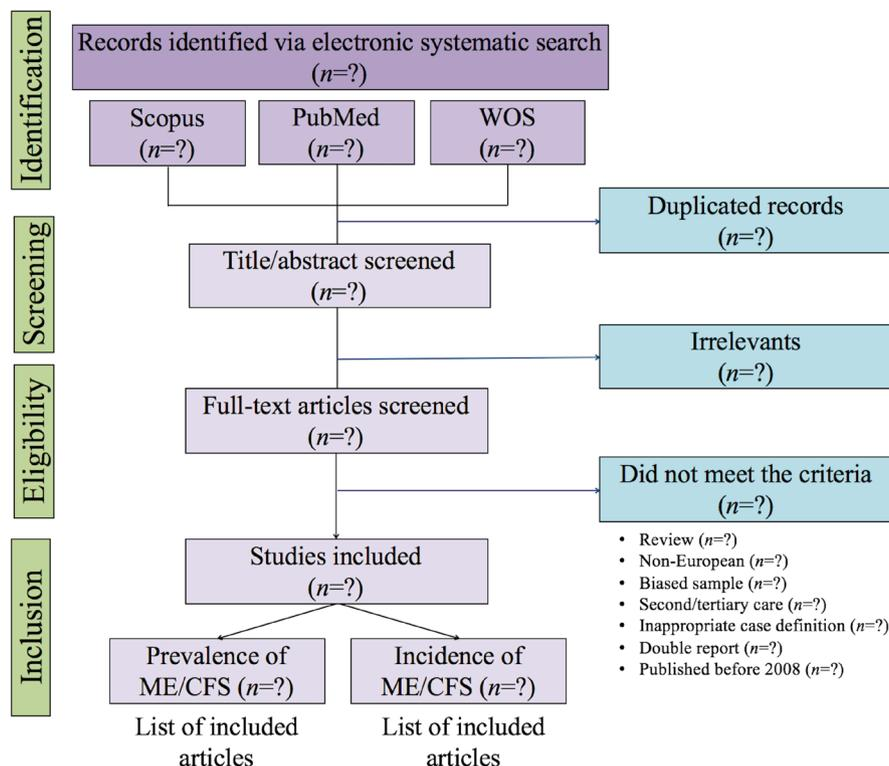 Identification
Records identified via electronic systematic search
(n=?)
Scopus
(n=?)
PubMed
(n=?)
WOS
(n=?)
Duplicated records
(n=?)
Screening
Title/abstract screened
(n=?)
Irrelevants
(n=?)
Eligibility
Full-text articles screened
(n=?)
Did not meet the criteria
(n=?)
• Review (n=?)
• Non-European (n=?)
• Biased sample (n=?)
• Second/tertiary care (n=?)
• Inappropriate case definition (n=?)
• Double report (n=?)
• Published before 2008 (n=?)
Inclusion
Studies included
(n=?)
Prevalence of
ME/CFS (n=?)
Incidence of
ME/CFS (n=?)
List of included
articles
List of included
articles